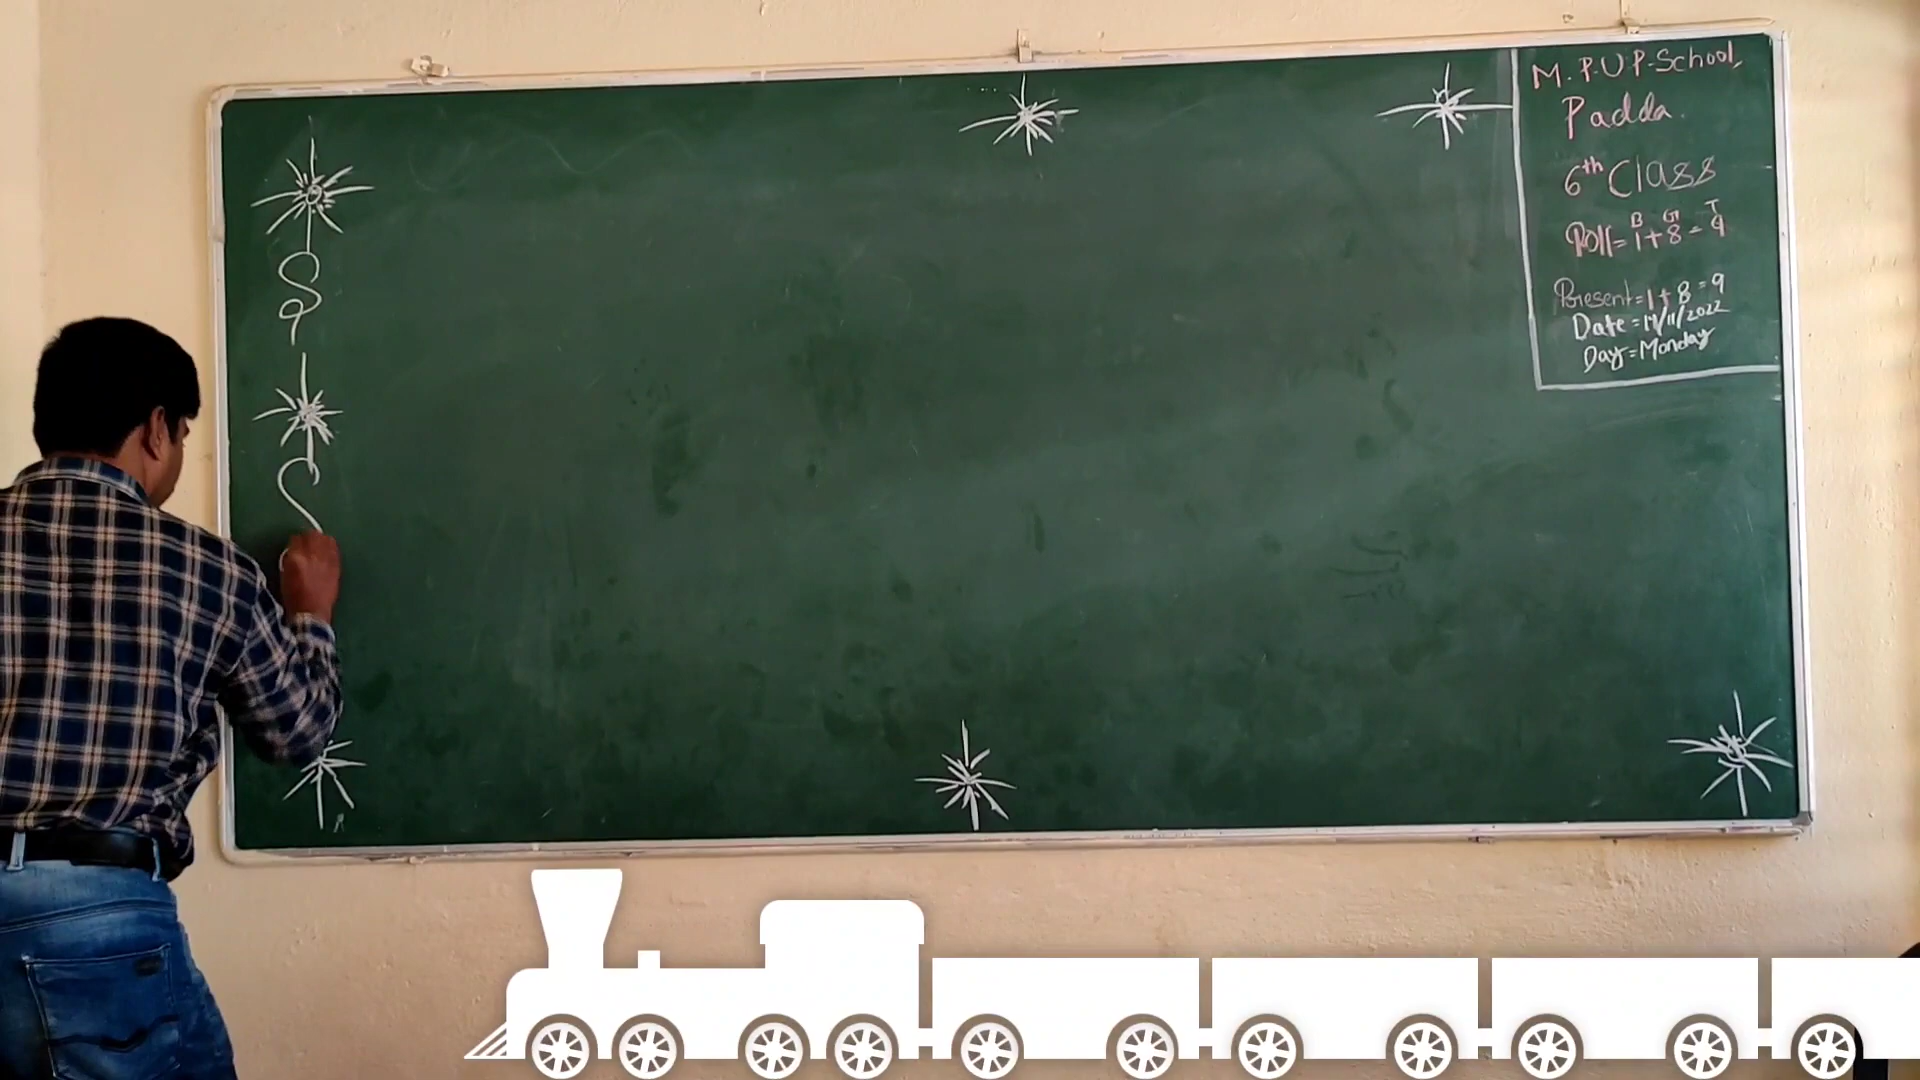 M.P.U.P-School,
Padda.
6th Class
B G T
Roll=1+8=9
Present=1+8=9
Date=14/11/2022
Day=Monday